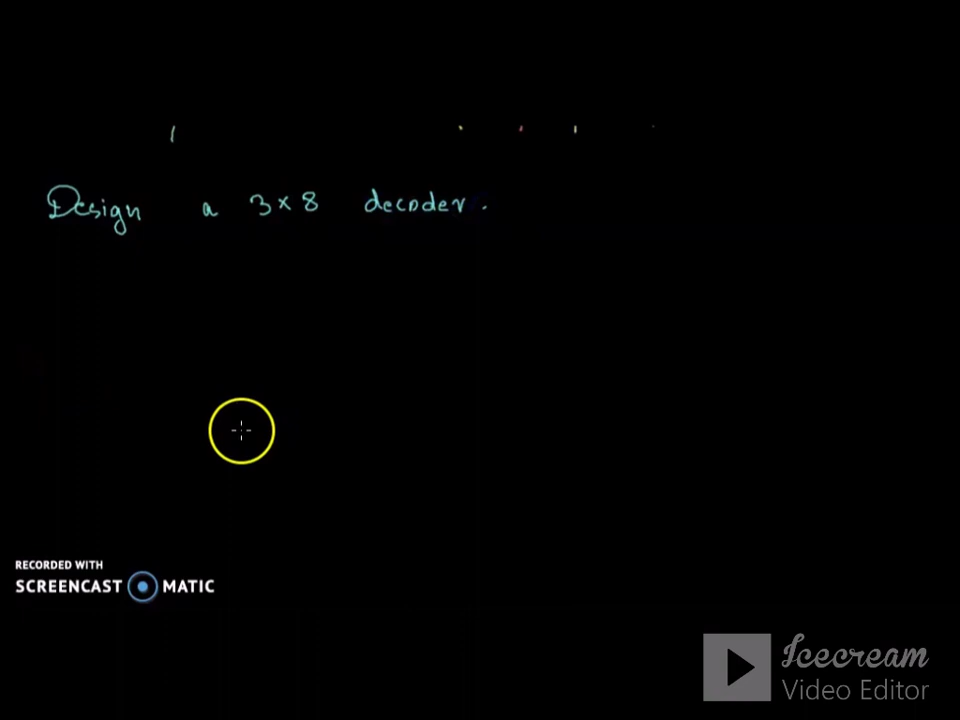 Design a 3×8 decoder.
RECORDED WITH
SCREENCAST MATIC
Icecream
Video Editor